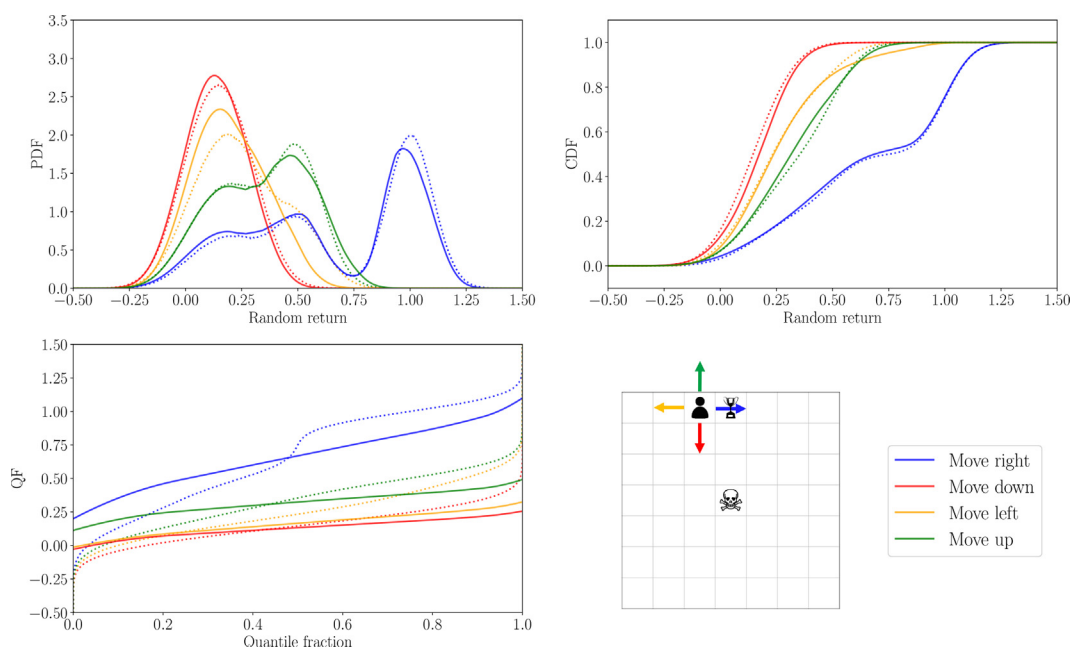 3.5
3.0
2.5
2.0
1.5
1.0
0.5
0.0
PDF
−0.50 −0.25 0.00 0.25 0.50 0.75 1.00 1.25 1.50
Random return
1.0
0.8
0.6
0.4
0.2
0.0
CDF
−0.50 −0.25 0.00 0.25 0.50 0.75 1.00 1.25 1.50
Random return
1.50
1.25
1.00
0.75
0.50
0.25
0.00
−0.25
−0.50
QF
0.0 0.2 0.4 0.6 0.8 1.0
Quantile fraction
Move right
Move down
Move left
Move up